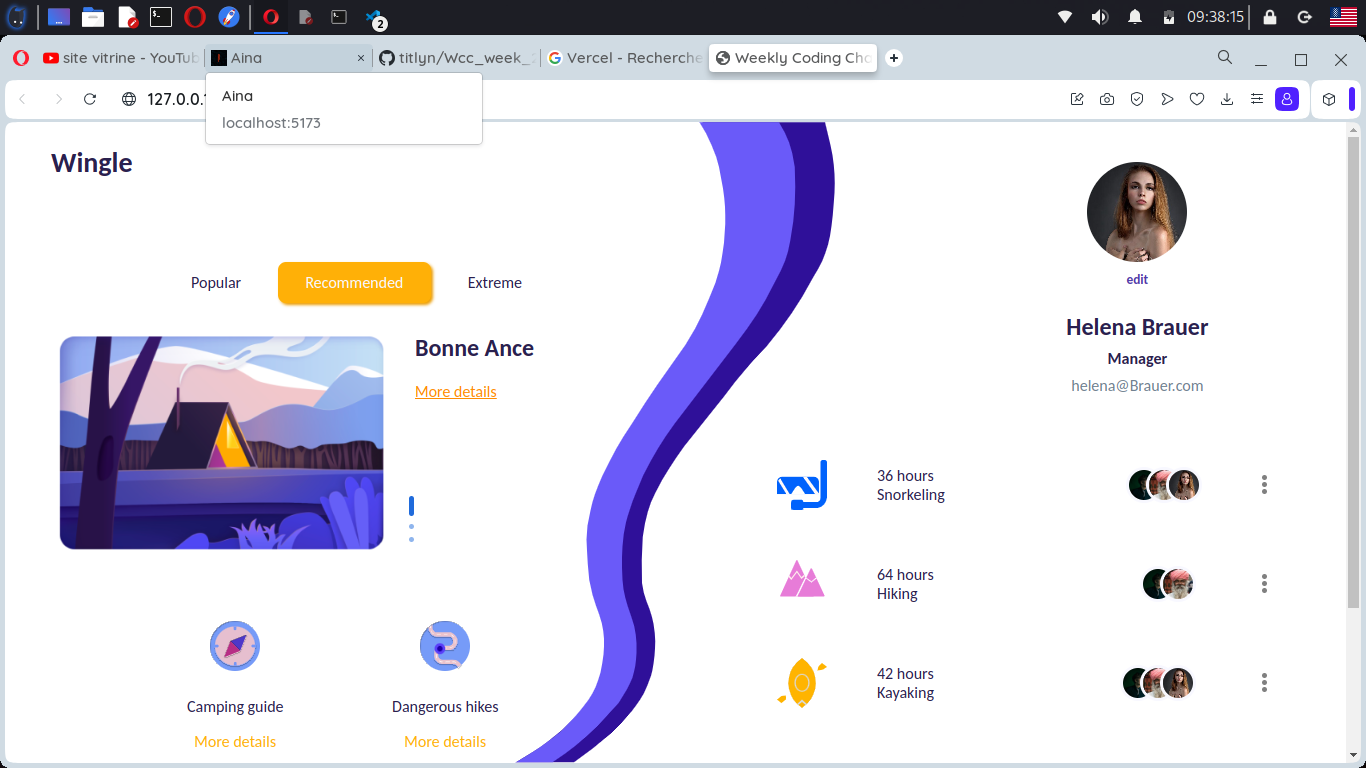 2
09:38:15
site vitrine - YouTub
Aina
titlyn/Wcc_week_
Vercel - Recherche
Weekly Coding Cha
127.0.0.
Aina
localhost:5173
Wingle
Popular
Recommended
Extreme
Bonne Ance
More details
Camping guide
More details
Dangerous hikes
More details
edit
Helena Brauer
Manager
helena@Brauer.com
36 hours
Snorkeling
64 hours
Hiking
42 hours
Kayaking